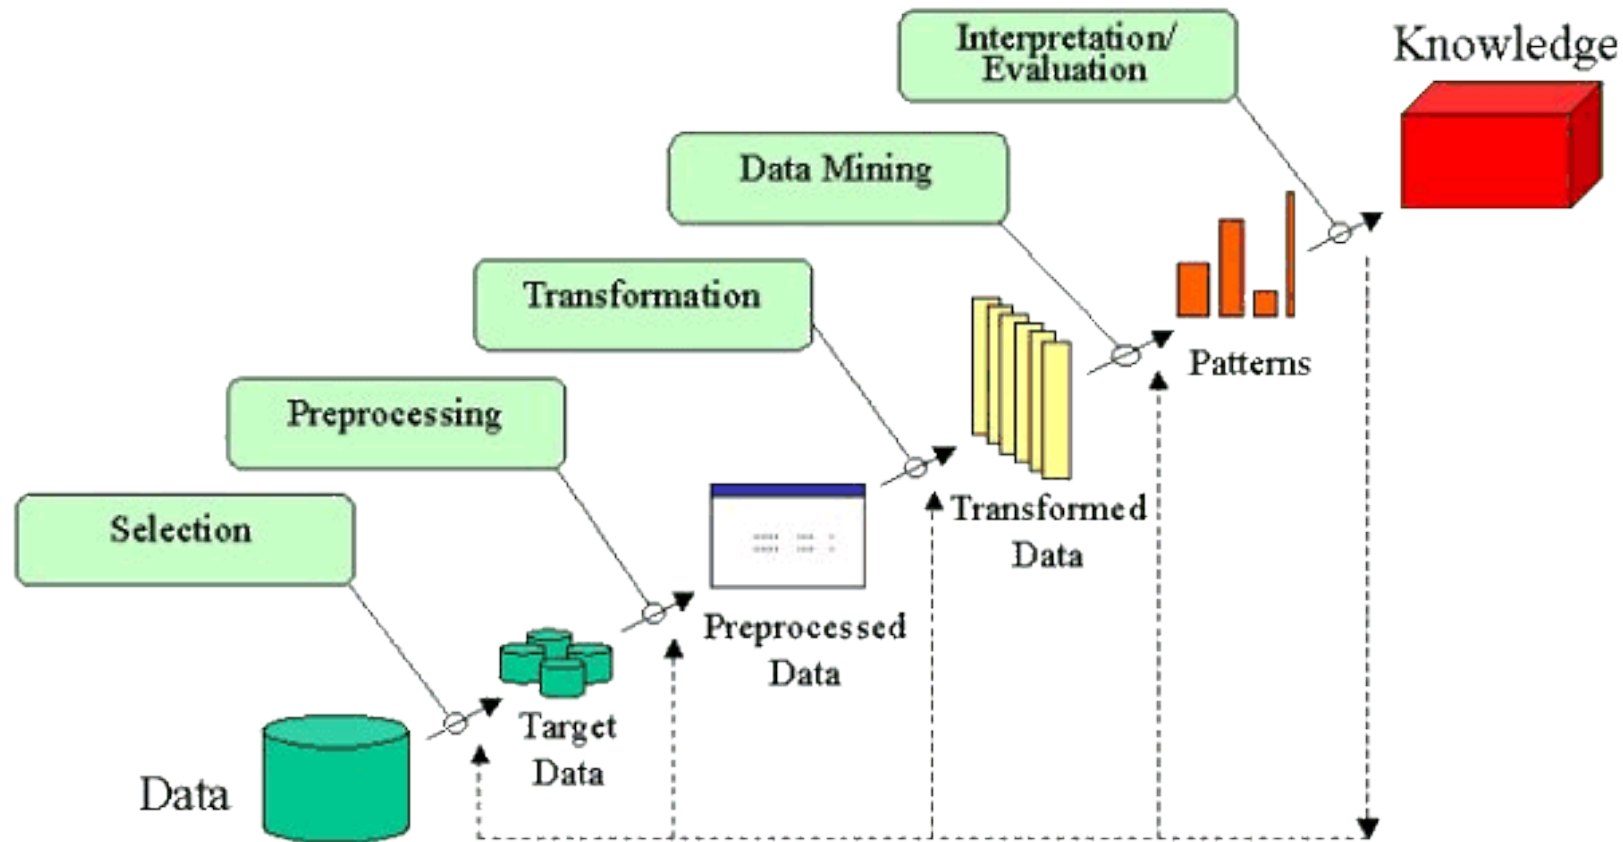 Interpretation/
Evaluation
Knowledge
Data Mining
Transformation
Patterns
Preprocessing
Transformed
Data
Selection
Preprocessed
Data
Target
Data
Data